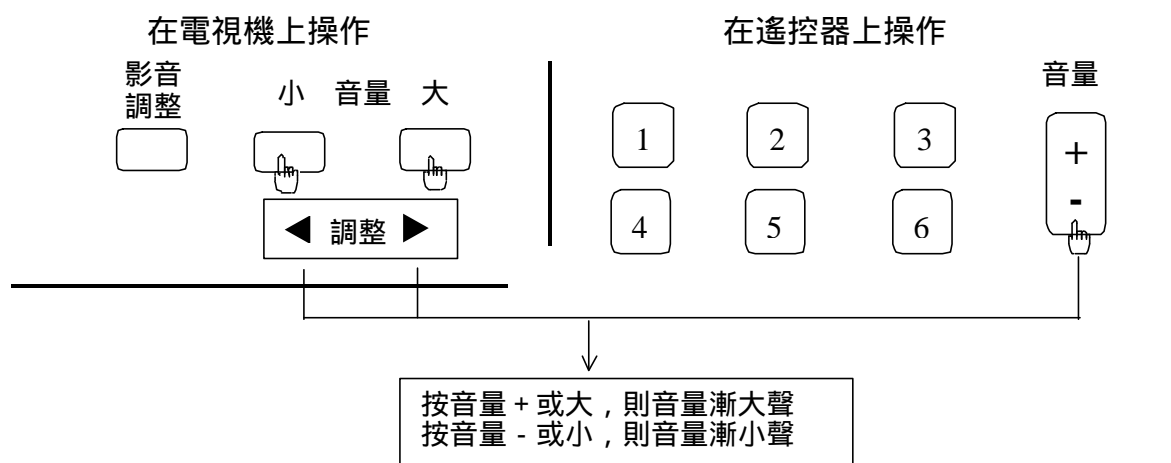 在電視機上操作
影音
調整
小 音量 大
◀ 調整 ▶
在遙控器上操作
音量
1 2 3
+
-
4 5 6
按音量+或大,則音量漸大聲
按音量-或小,則音量漸小聲